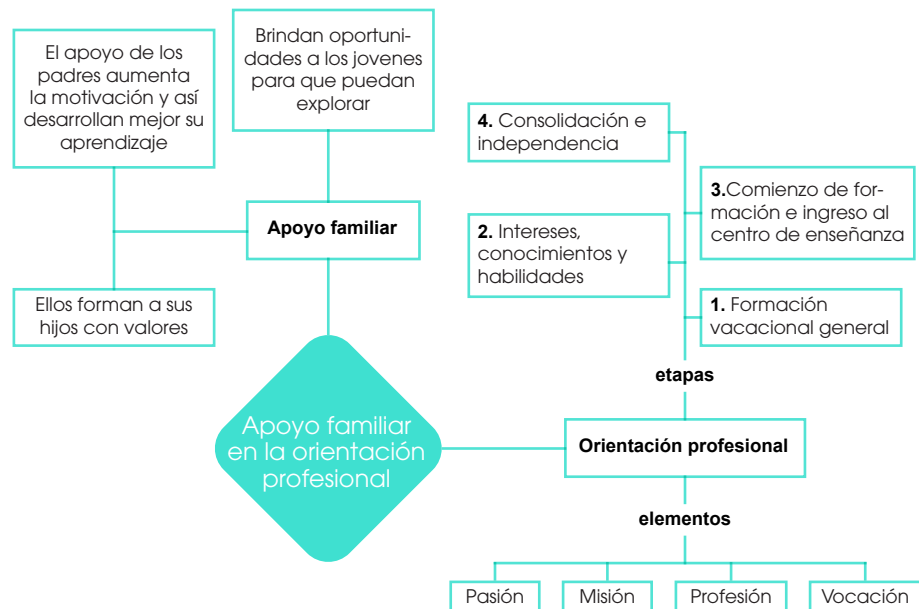 El apoyo de los
padres aumenta
la motivación y así
desarrollan mejor su
aprendizaje
Brindan oportuni-
dades a los jovenes
para que puedan
explorar
Apoyo familiar
Ellos forman a sus
hijos con valores
4. Consolidación e
independencia
3.Comienzo de for-
mación e ingreso al
centro de enseñanza
2. Intereses,
conocimientos y
habilidades
1. Formación
vacacional general
etapas
Apoyo familiar
en la orientación
profesional
Orientación profesional
elementos
Pasión
Misión
Profesión
Vocación